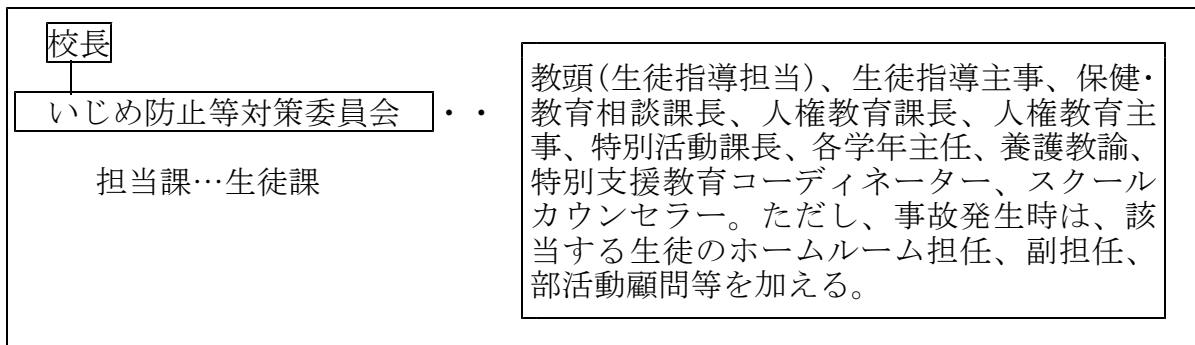 校長
いじめ防止等対策委員会 ・・
担当課…生徒課
教頭(生徒指導担当)、生徒指導主事、保健・
教育相談課長、人権教育課長、人権教育主
事、特別活動課長、各学年主任、養護教諭、
特別支援教育コーディネーター、スクール
カウンセラー。ただし、事故発生時は、該
当する生徒のホームルーム担任、副担任、
部活動顧問等を加える。